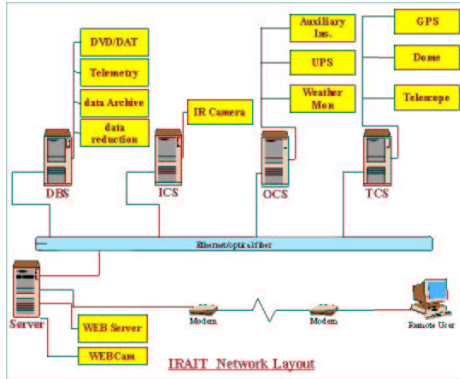 DVD/DAT
Telemetry
data Archive
data
reduction
IR Camera
Auxiliary
Ins.
UPS
Weather
Mon
GPS
Dome
Telescope
DBS
ICS
OCS
TCS
Ethernet/optical fiber
Server
WEB Server
WEBCam
Modem
Modem
Remote User
IRAIT Network Layout